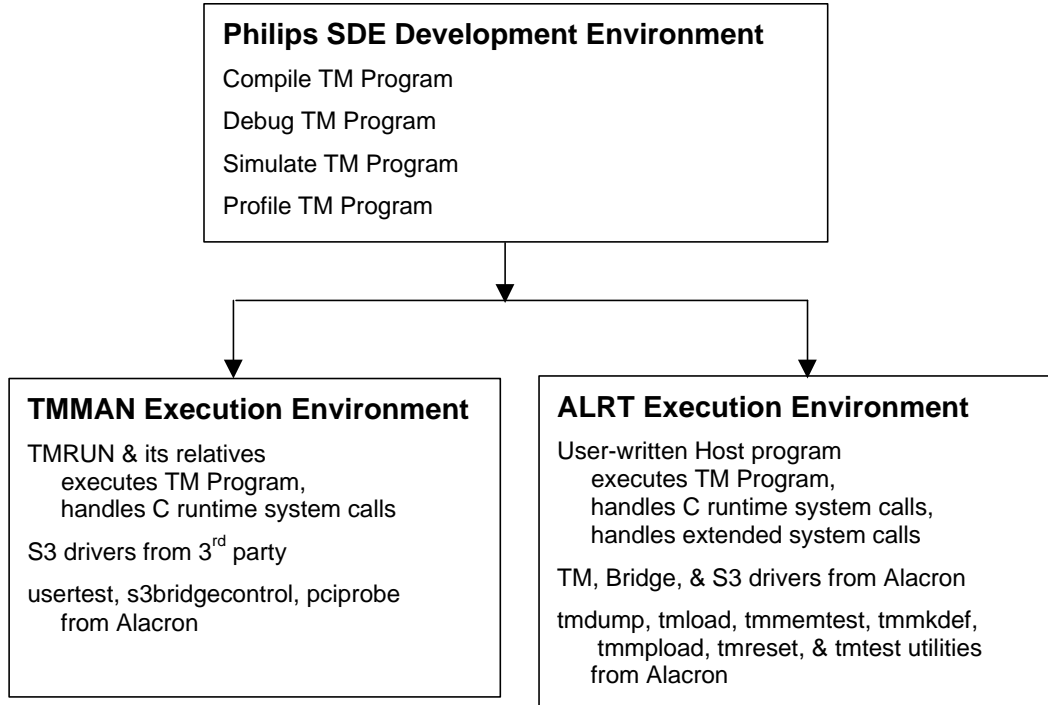 Philips SDE Development Environment
Compile TM Program
Debug TM Program
Simulate TM Program
Profile TM Program
TMMAN Execution Environment
TMRUN & its relatives
executes TM Program,
handles C runtime system calls
S3 drivers from 3rd party
usertest, s3bridgecontrol, pciprobe
from Alacron
ALRT Execution Environment
User-written Host program
executes TM Program,
handles C runtime system calls,
handles extended system calls
TM, Bridge, & S3 drivers from Alacron
tmdump, tmload, tmmemtest, tmmkdef,
tmmpload, tmreset, & tmtest utilities
from Alacron